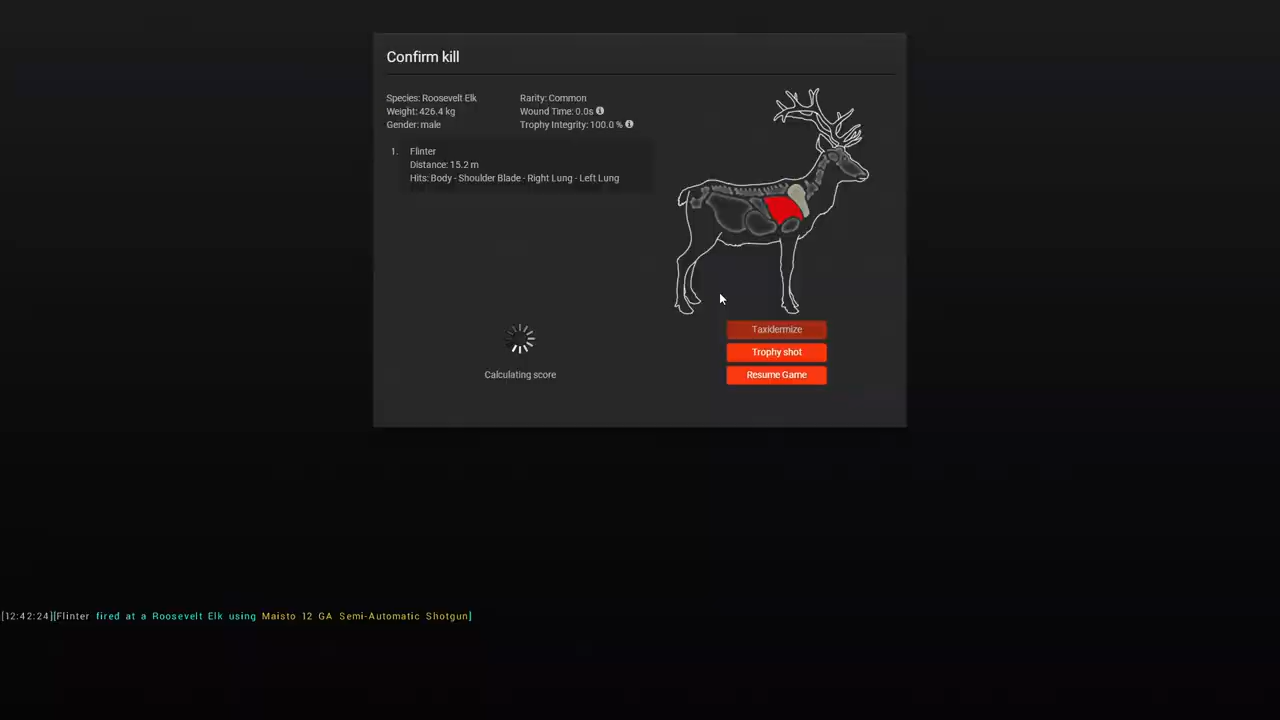 Confirm kill
Species: Roosevelt Elk
Weight: 426.4 kg
Gender: male
Rarity: Common
Wound Time: 0.0s
Trophy Integrity: 100.0 %
1. Flinter
Distance: 15.2 m
Hits: Body - Shoulder Blade - Right Lung - Left Lung
Calculating score
Taxidermize
Trophy shot
Resume Game
[12:42:24][Flinter fired at a Roosevelt Elk using Maisto 12 GA Semi-Automatic Shotgun]